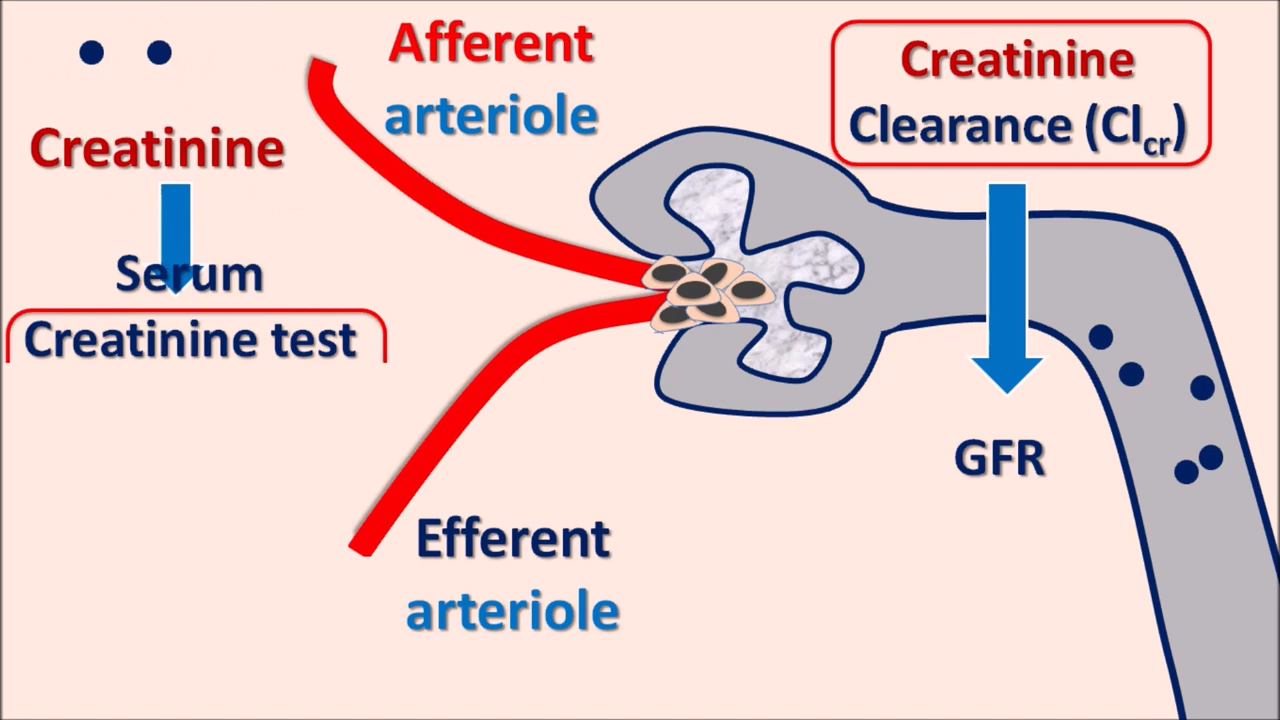 Creatinine
Serum
Creatinine test
Afferent
arteriole
Efferent
arteriole
Creatinine
Clearance (Clcr)
GFR